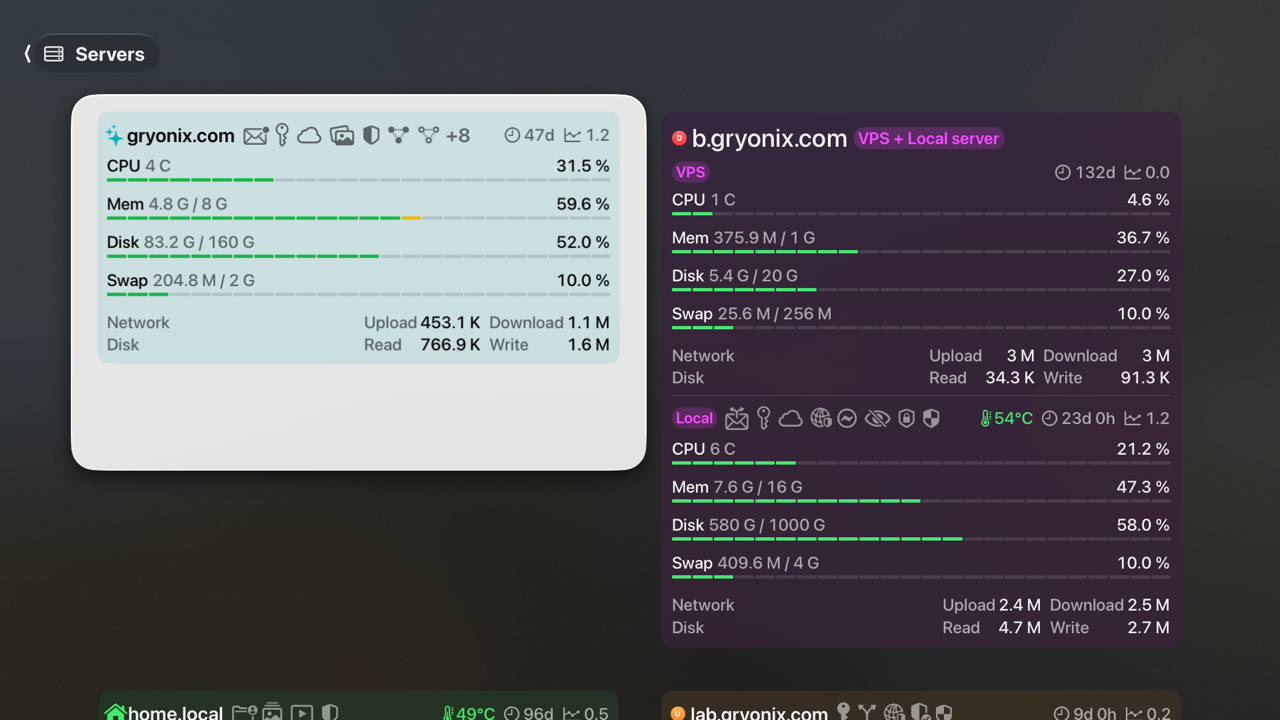 Servers
gryonix.com +8 47d 1.2
CPU 4 C 31.5 %
Mem 4.8 G / 8 G 59.6 %
Disk 83.2 G / 160 G 52.0 %
Swap 204.8 M / 2 G 10.0 %
Network Upload 453.1 K Download 1.1 M
Disk Read 766.9 K Write 1.6 M
D b.gryonix.com VPS + Local server
VPS 132d 0.0
CPU 1 C 4.6 %
Mem 375.9 M / 1 G 36.7 %
Disk 5.4 G / 20 G 27.0 %
Swap 25.6 M / 256 M 10.0 %
Network Upload 3 M Download 3 M
Disk Read 34.3 K Write 91.3 K
Local 54°C 23d 0h 1.2
CPU 6 C 21.2 %
Mem 7.6 G / 16 G 47.3 %
Disk 580 G / 1000 G 58.0 %
Swap 409.6 M / 4 G 10.0 %
Network Upload 2.4 M Download 2.5 M
Disk Read 4.7 M Write 2.7 M
home.local 49°C 96d 0.5
U lab.gryonix.com 9d 0h 0.2